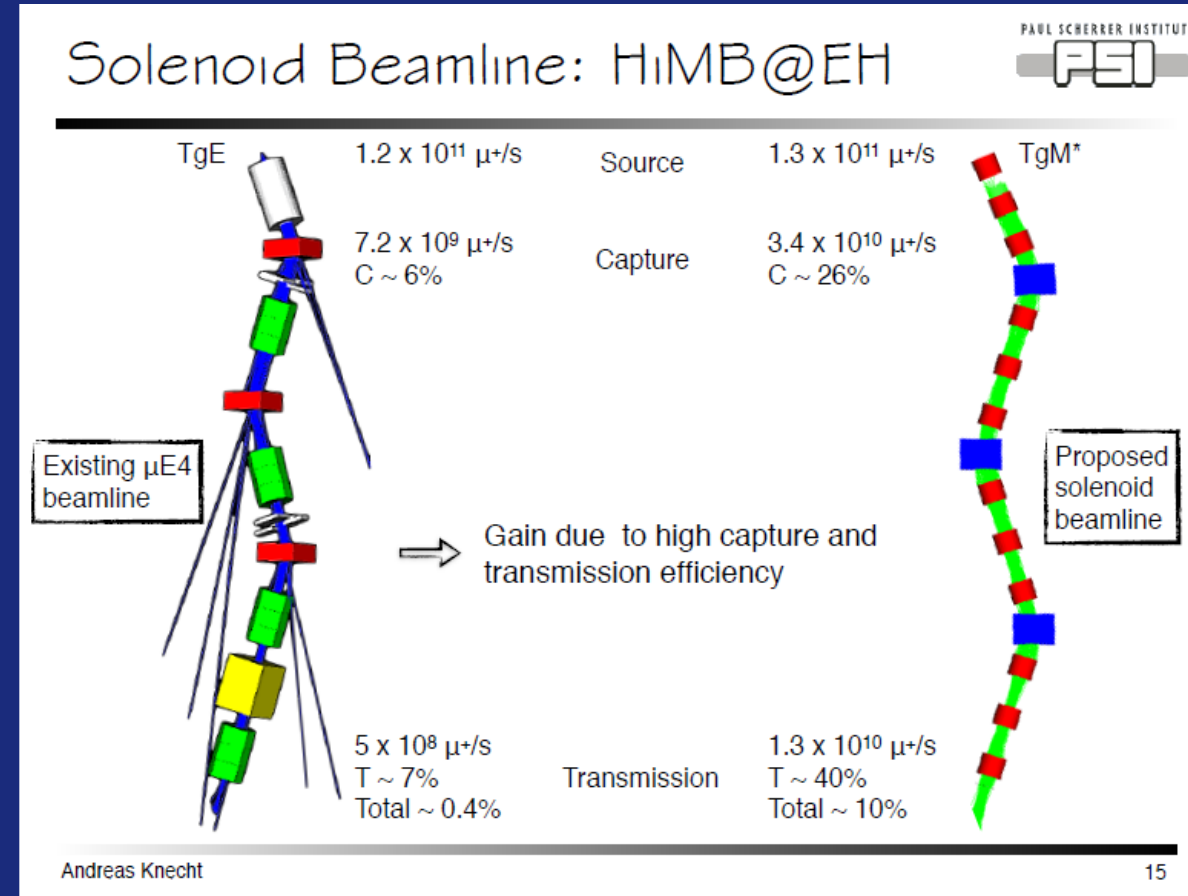 PAUL SCHERRER INSTITUT
PSI
Solenoid Beamline: HiMB@EH
TgE
1.2 x 10¹¹ μ⁺/s
Source
1.3 x 10¹¹ μ⁺/s
TgM*
7.2 x 10⁹ μ⁺/s
C ~ 6%
Capture
3.4 x 10¹⁰ μ⁺/s
C ~ 26%
Existing μE4
beamline
Proposed
solenoid
beamline
Gain due to high capture and
transmission efficiency
5 x 10⁸ μ⁺/s
T ~ 7%
Total ~ 0.4%
Transmission
1.3 x 10¹⁰ μ⁺/s
T ~ 40%
Total ~ 10%
Andreas Knecht
15